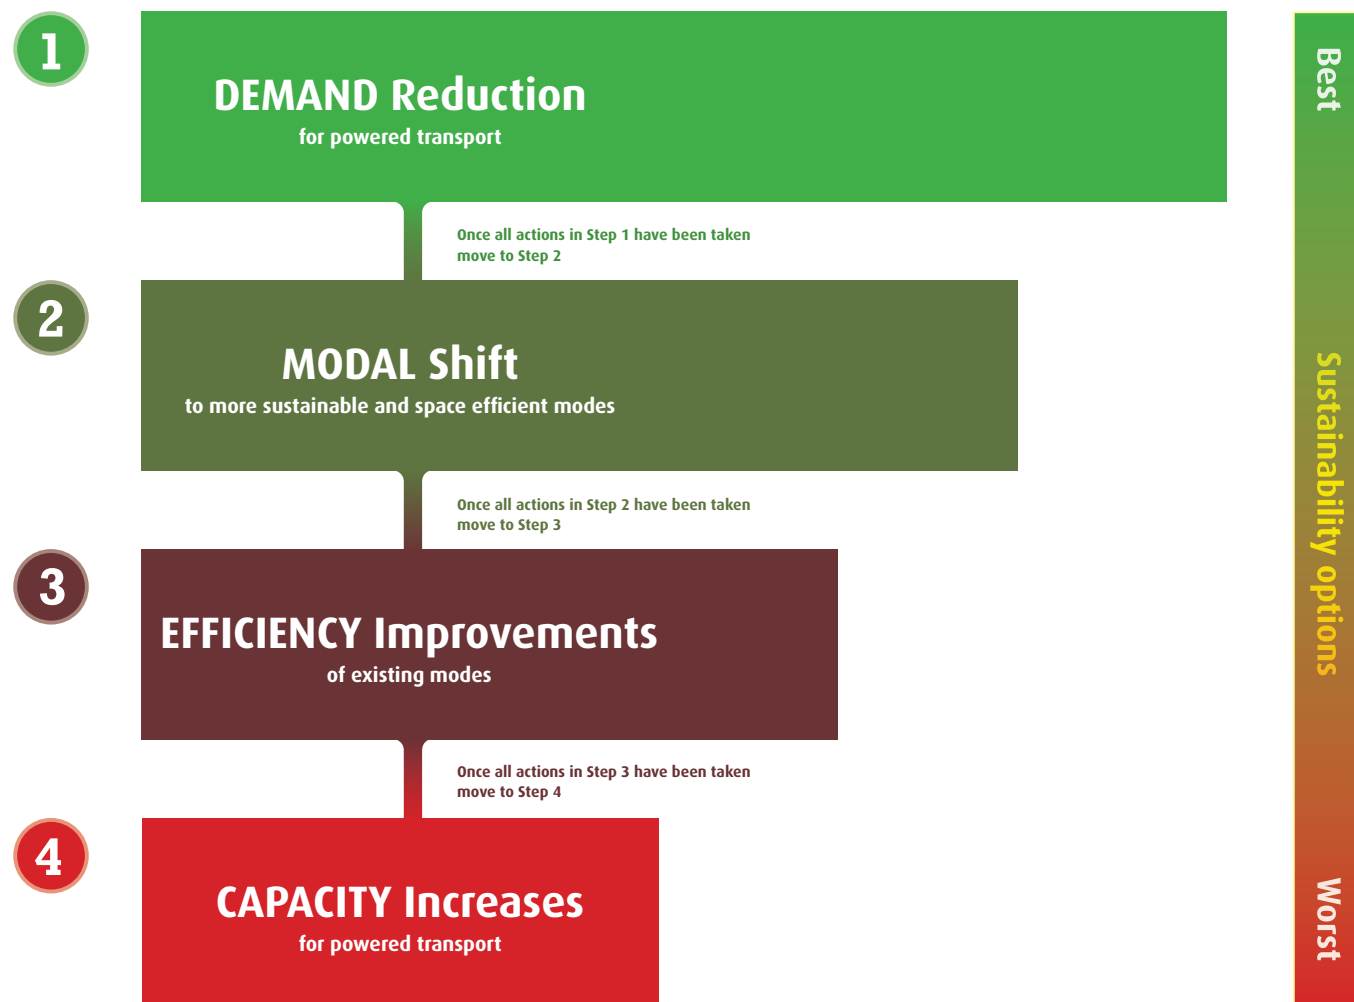 1
DEMAND Reduction
for powered transport
Once all actions in Step 1 have been taken
move to Step 2
2
MODAL Shift
to more sustainable and space efficient modes
Once all actions in Step 2 have been taken
move to Step 3
3
EFFICIENCY Improvements
of existing modes
Once all actions in Step 3 have been taken
move to Step 4
4
CAPACITY Increases
for powered transport
Best
Sustainability options
Worst